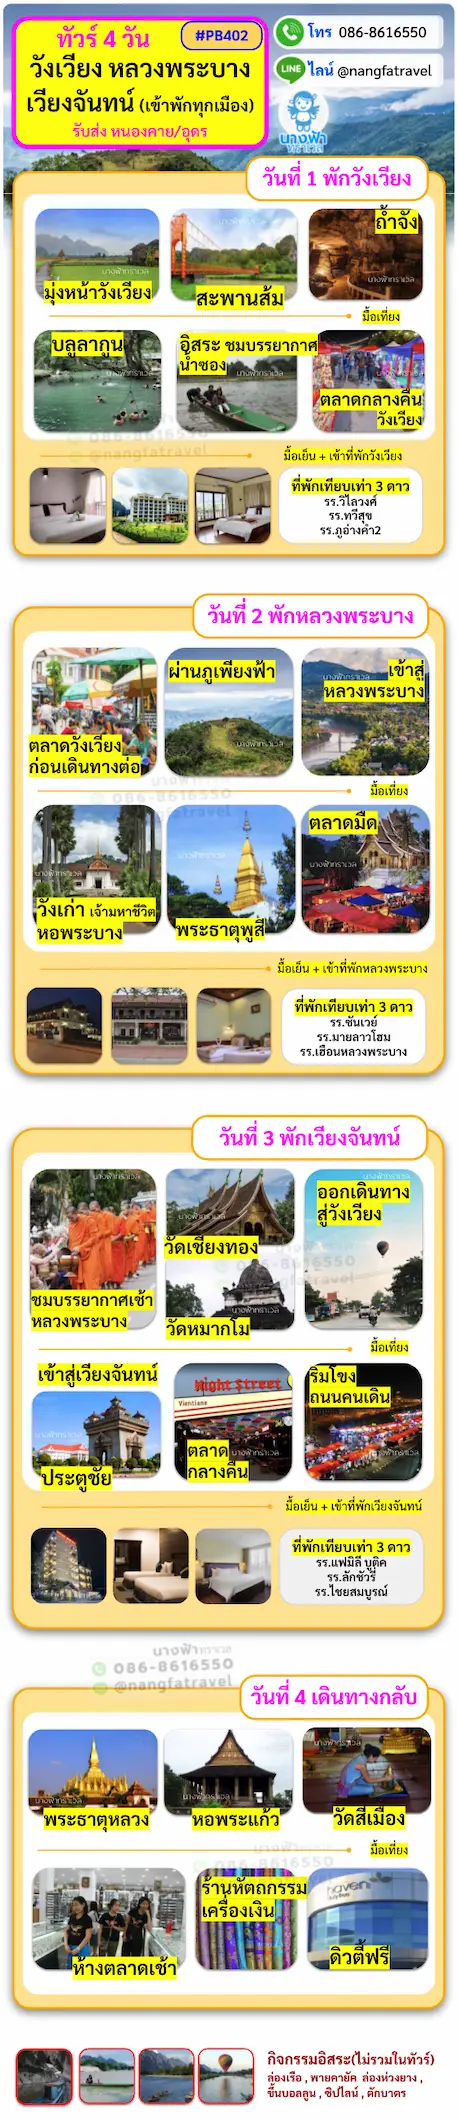 ทัวร์ 4 วัน
#PB402
วังเวียง หลวงพระบาง
เวียงจันทน์ (เข้าพักทุกเมือง)
รับส่ง หนองคาย/อุดร
โทร 086-8616550
LINE ไลน์ @nangfatravel
นางฟ้า
ทราเวล
วันที่ 1 พักวังเวียง
มุ่งหน้าวังเวียง
สะพานส้ม
ถ้ำจัง
มื้อเที่ยง
บลูลากูน
อิสระ ชมบรรยากาศ
น้ำซอง
ตลาดกลางคืน
วังเวียง
มื้อเย็น + เข้าที่พักวังเวียง
ที่พักเทียบเท่า 3 ดาว
รร.วิไลวงศ์
รร.ทวีสุข
รร.ภูอ่างคำ2
วันที่ 2 พักหลวงพระบาง
ตลาดวังเวียง
ก่อนเดินทางต่อ
ผ่านภูเพียงฟ้า
เข้าสู่
หลวงพระบาง
มื้อเที่ยง
วังเก่า เจ้ามหาชีวิต
หอพระบาง
พระธาตุพูสี
ตลาดมืด
มื้อเย็น + เข้าที่พักหลวงพระบาง
ที่พักเทียบเท่า 3 ดาว
รร.ซันเวย์
รร.มายลาวโฮม
รร.เฮือนหลวงพระบาง
วันที่ 3 พักเวียงจันทน์
ชมบรรยากาศเช้า
หลวงพระบาง
วัดเชียงทอง
วัดหมากโม
ออกเดินทาง
สู่วังเวียง
มื้อเที่ยง
เข้าสู่เวียงจันทน์
ประตูชัย
Night Street
Vientiane
ตลาด
กลางคืน
ริมโขง
ถนนคนเดิน
มื้อเย็น + เข้าที่พักเวียงจันทน์
ที่พักเทียบเท่า 3 ดาว
รร.แฟมิลี บูติค
รร.ลักชัวรี่
รร.ไชยสมบูรณ์
นางฟ้าทราเวล
086-8616550
@nangfatravel
วันที่ 4 เดินทางกลับ
พระธาตุหลวง
หอพระแก้ว
วัดสีเมือง
มื้อเที่ยง
ห้างตลาดเช้า
ร้านหัตถกรรม
เครื่องเงิน
ดิวตี้ฟรี
กิจกรรมอิสระ(ไม่รวมในทัวร์)
ล่องเรือ , พายคายัค ล่องห่วงยาง ,
ขึ้นบอลลูน , ซิปไลน์ , ตักบาตร